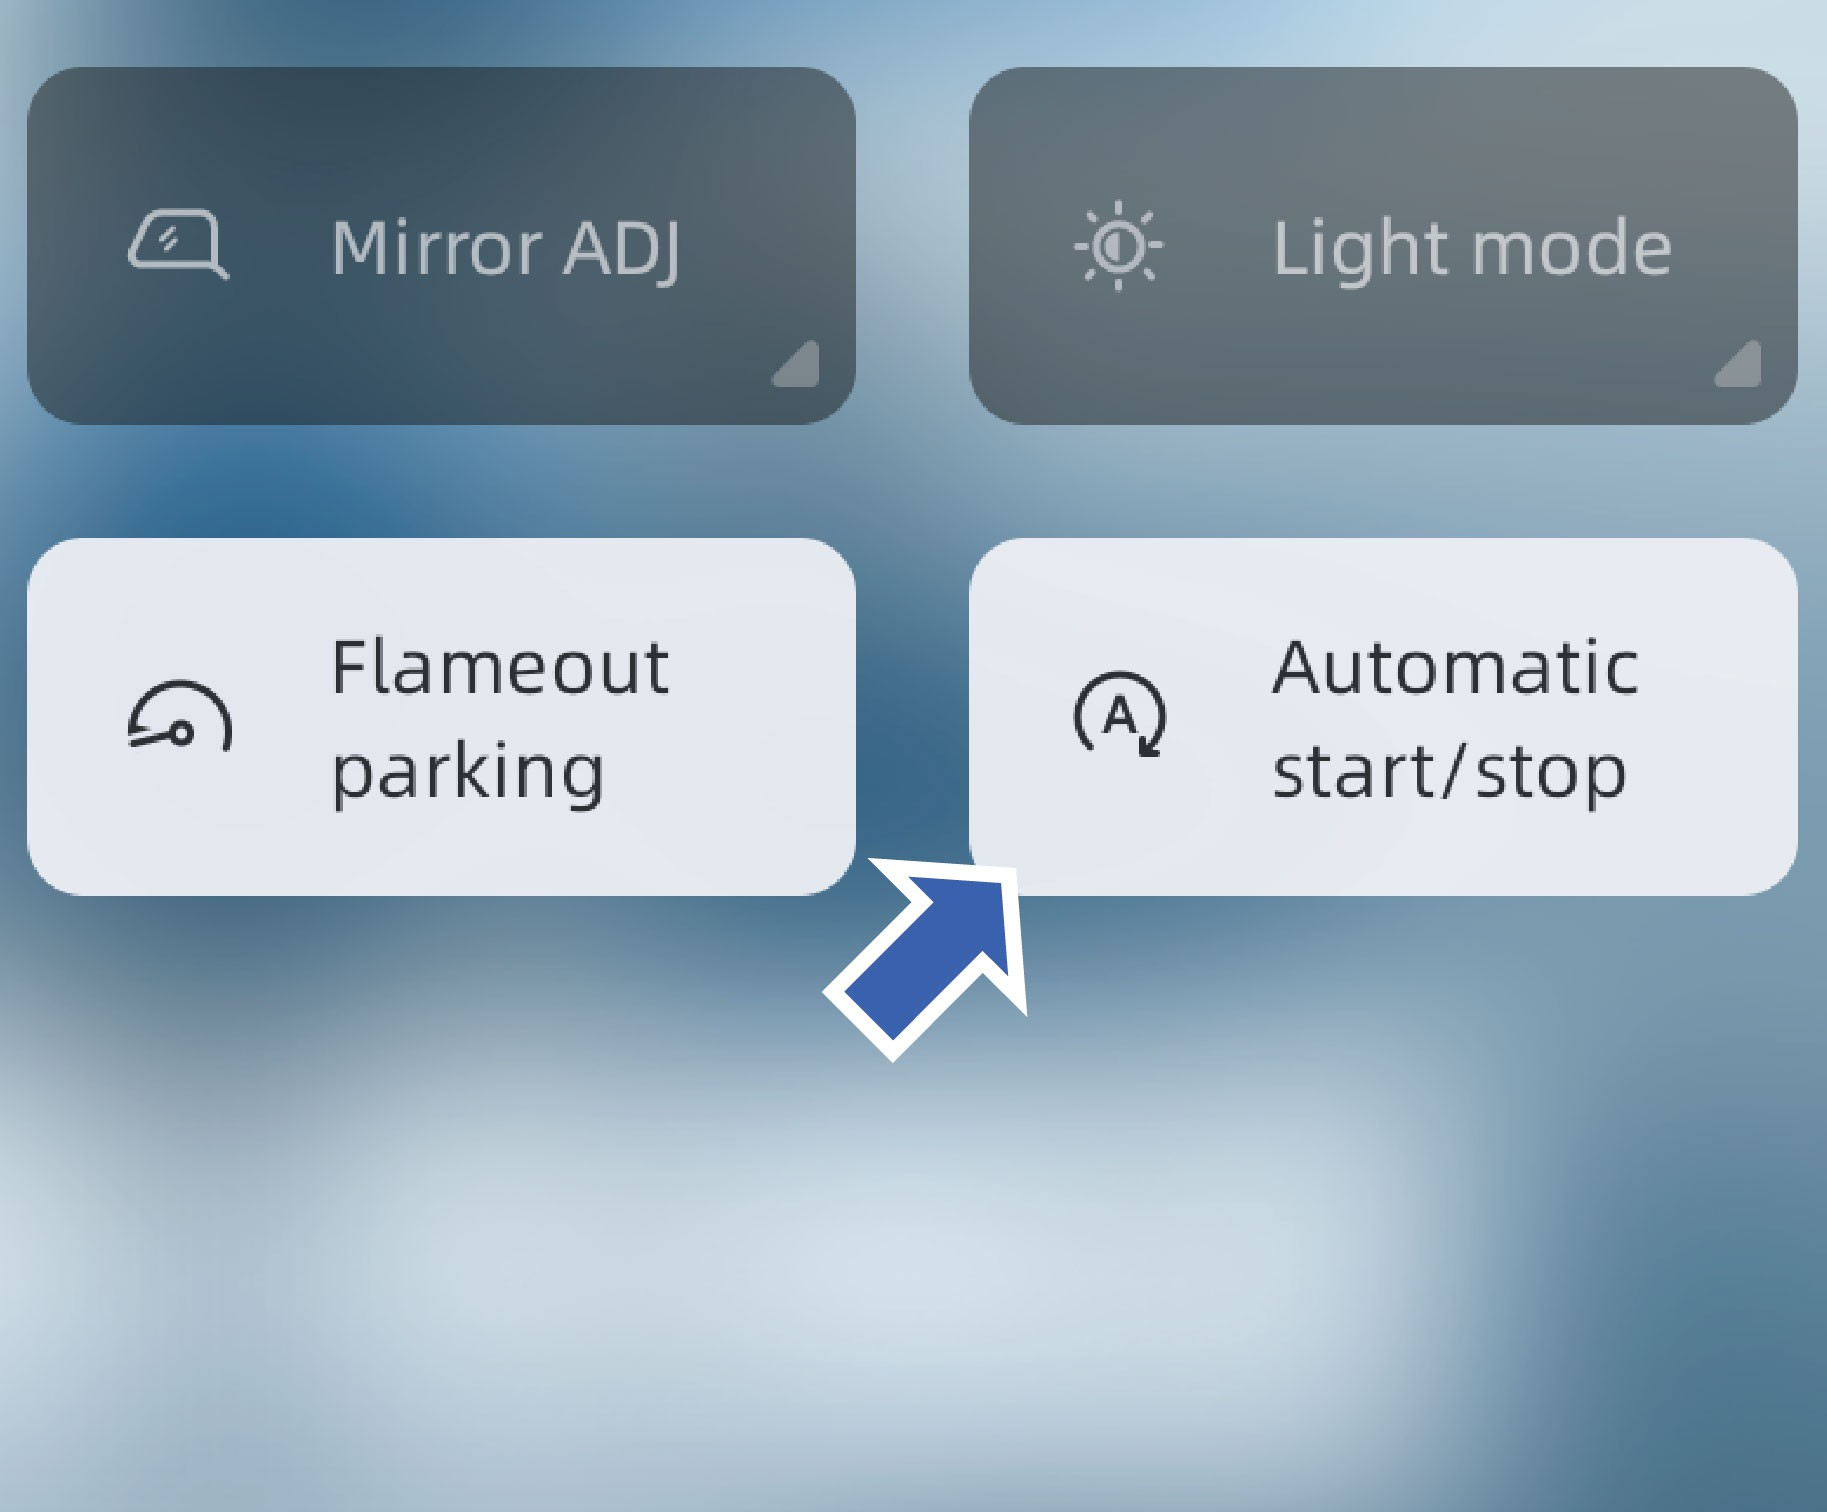 Mirror ADJ
Light mode
Flameout
parking
A
Automatic
start/stop